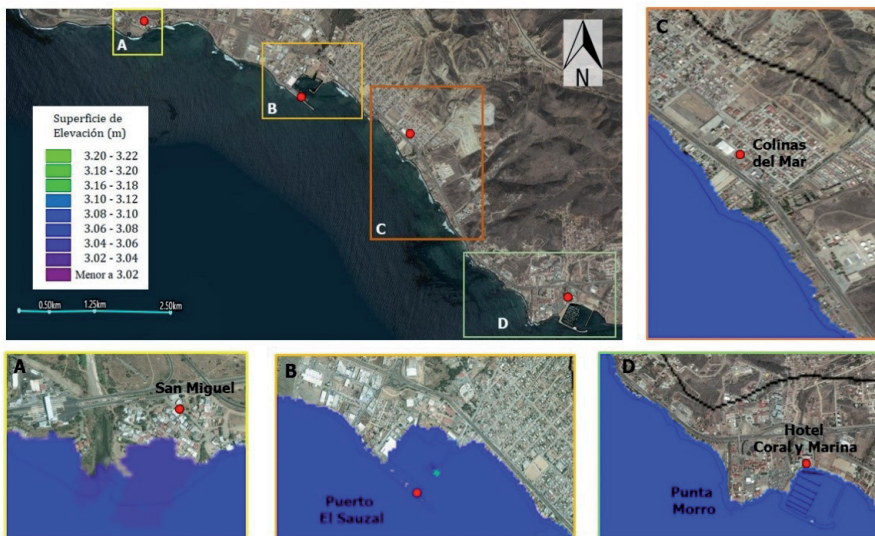 A
B
C
D
N
Superficie de
Elevación (m)
3.20 - 3.22
3.18 - 3.20
3.16 - 3.18
3.10 - 3.12
3.08 - 3.10
3.06 - 3.08
3.04 - 3.06
3.02 - 3.04
Menor a 3.02
0.50km 1.25km 2.50km
C
Colinas
del Mar
A
San Miguel
B
Puerto
El Sauzal
D
Hotel
Coral y Marina
Punta
Morro